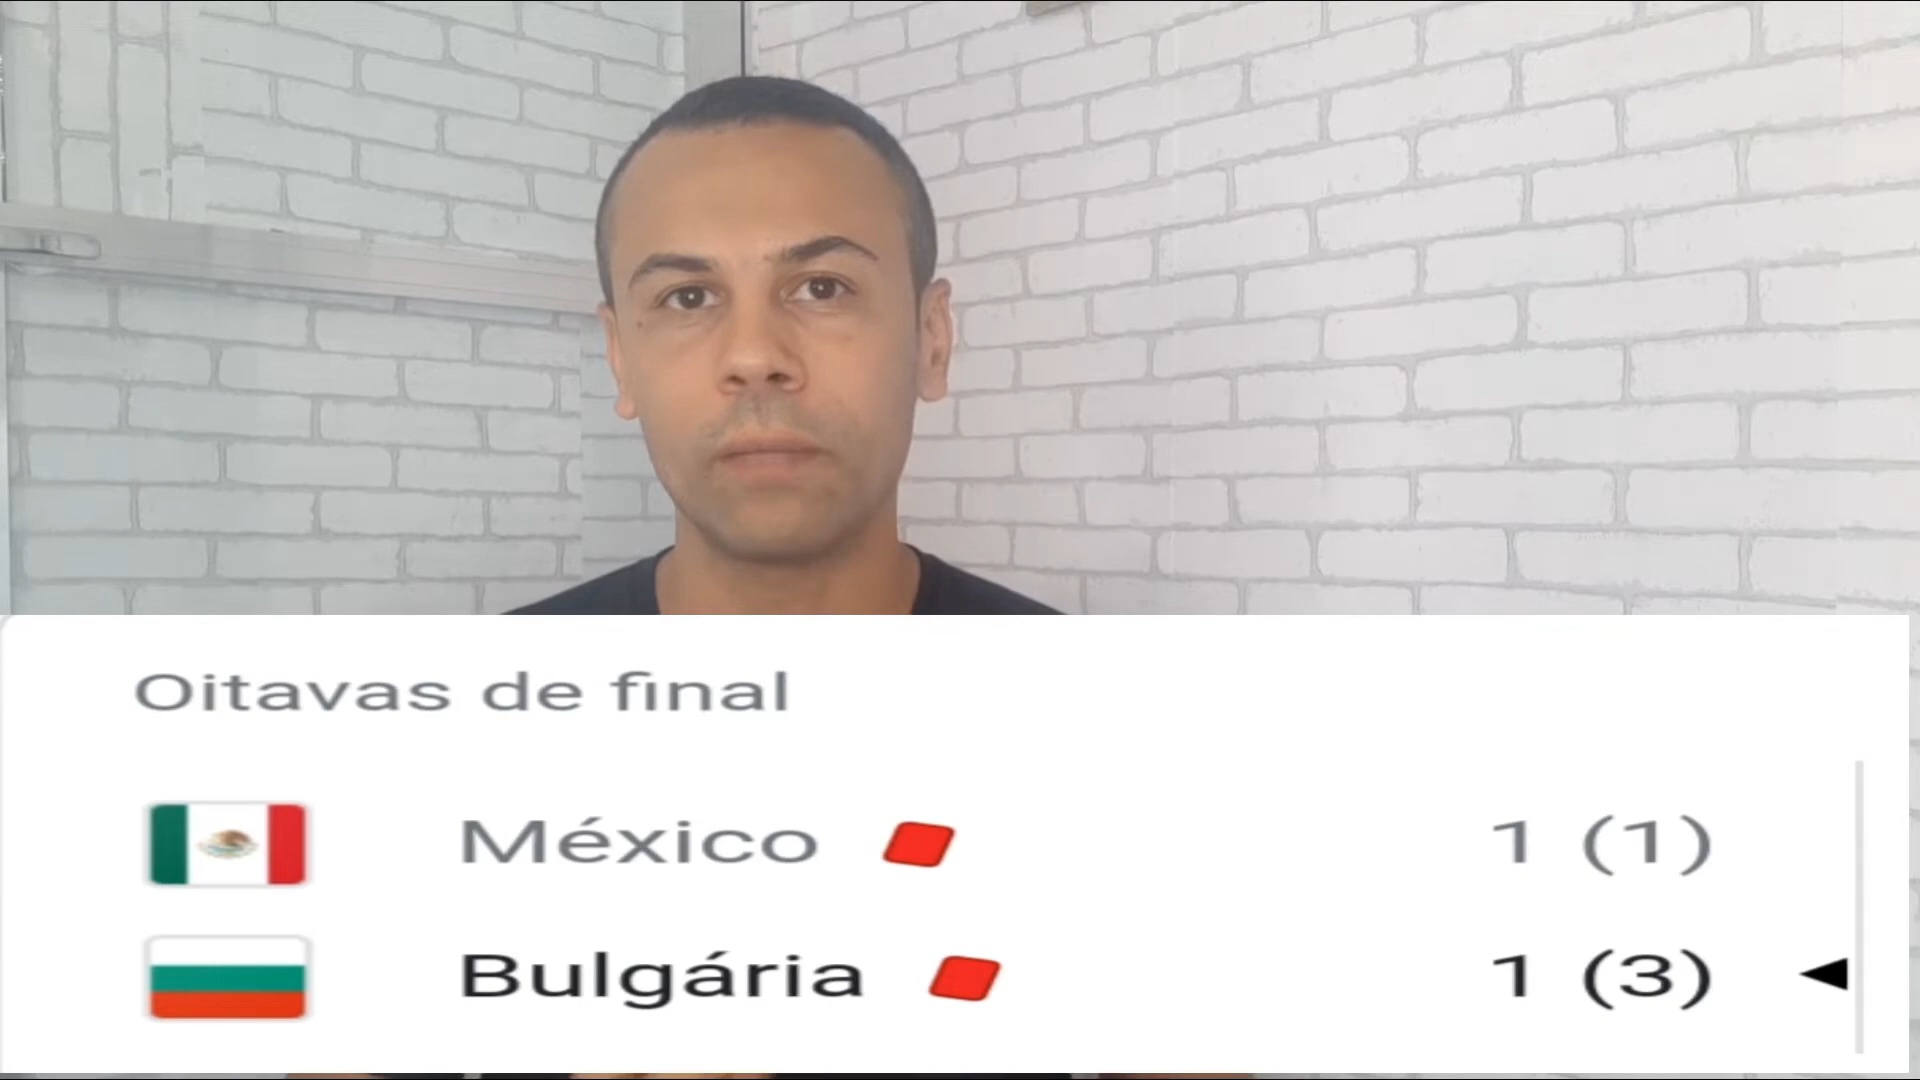 Oitavas de final
México 1 (1)
Bulgária 1 (3)